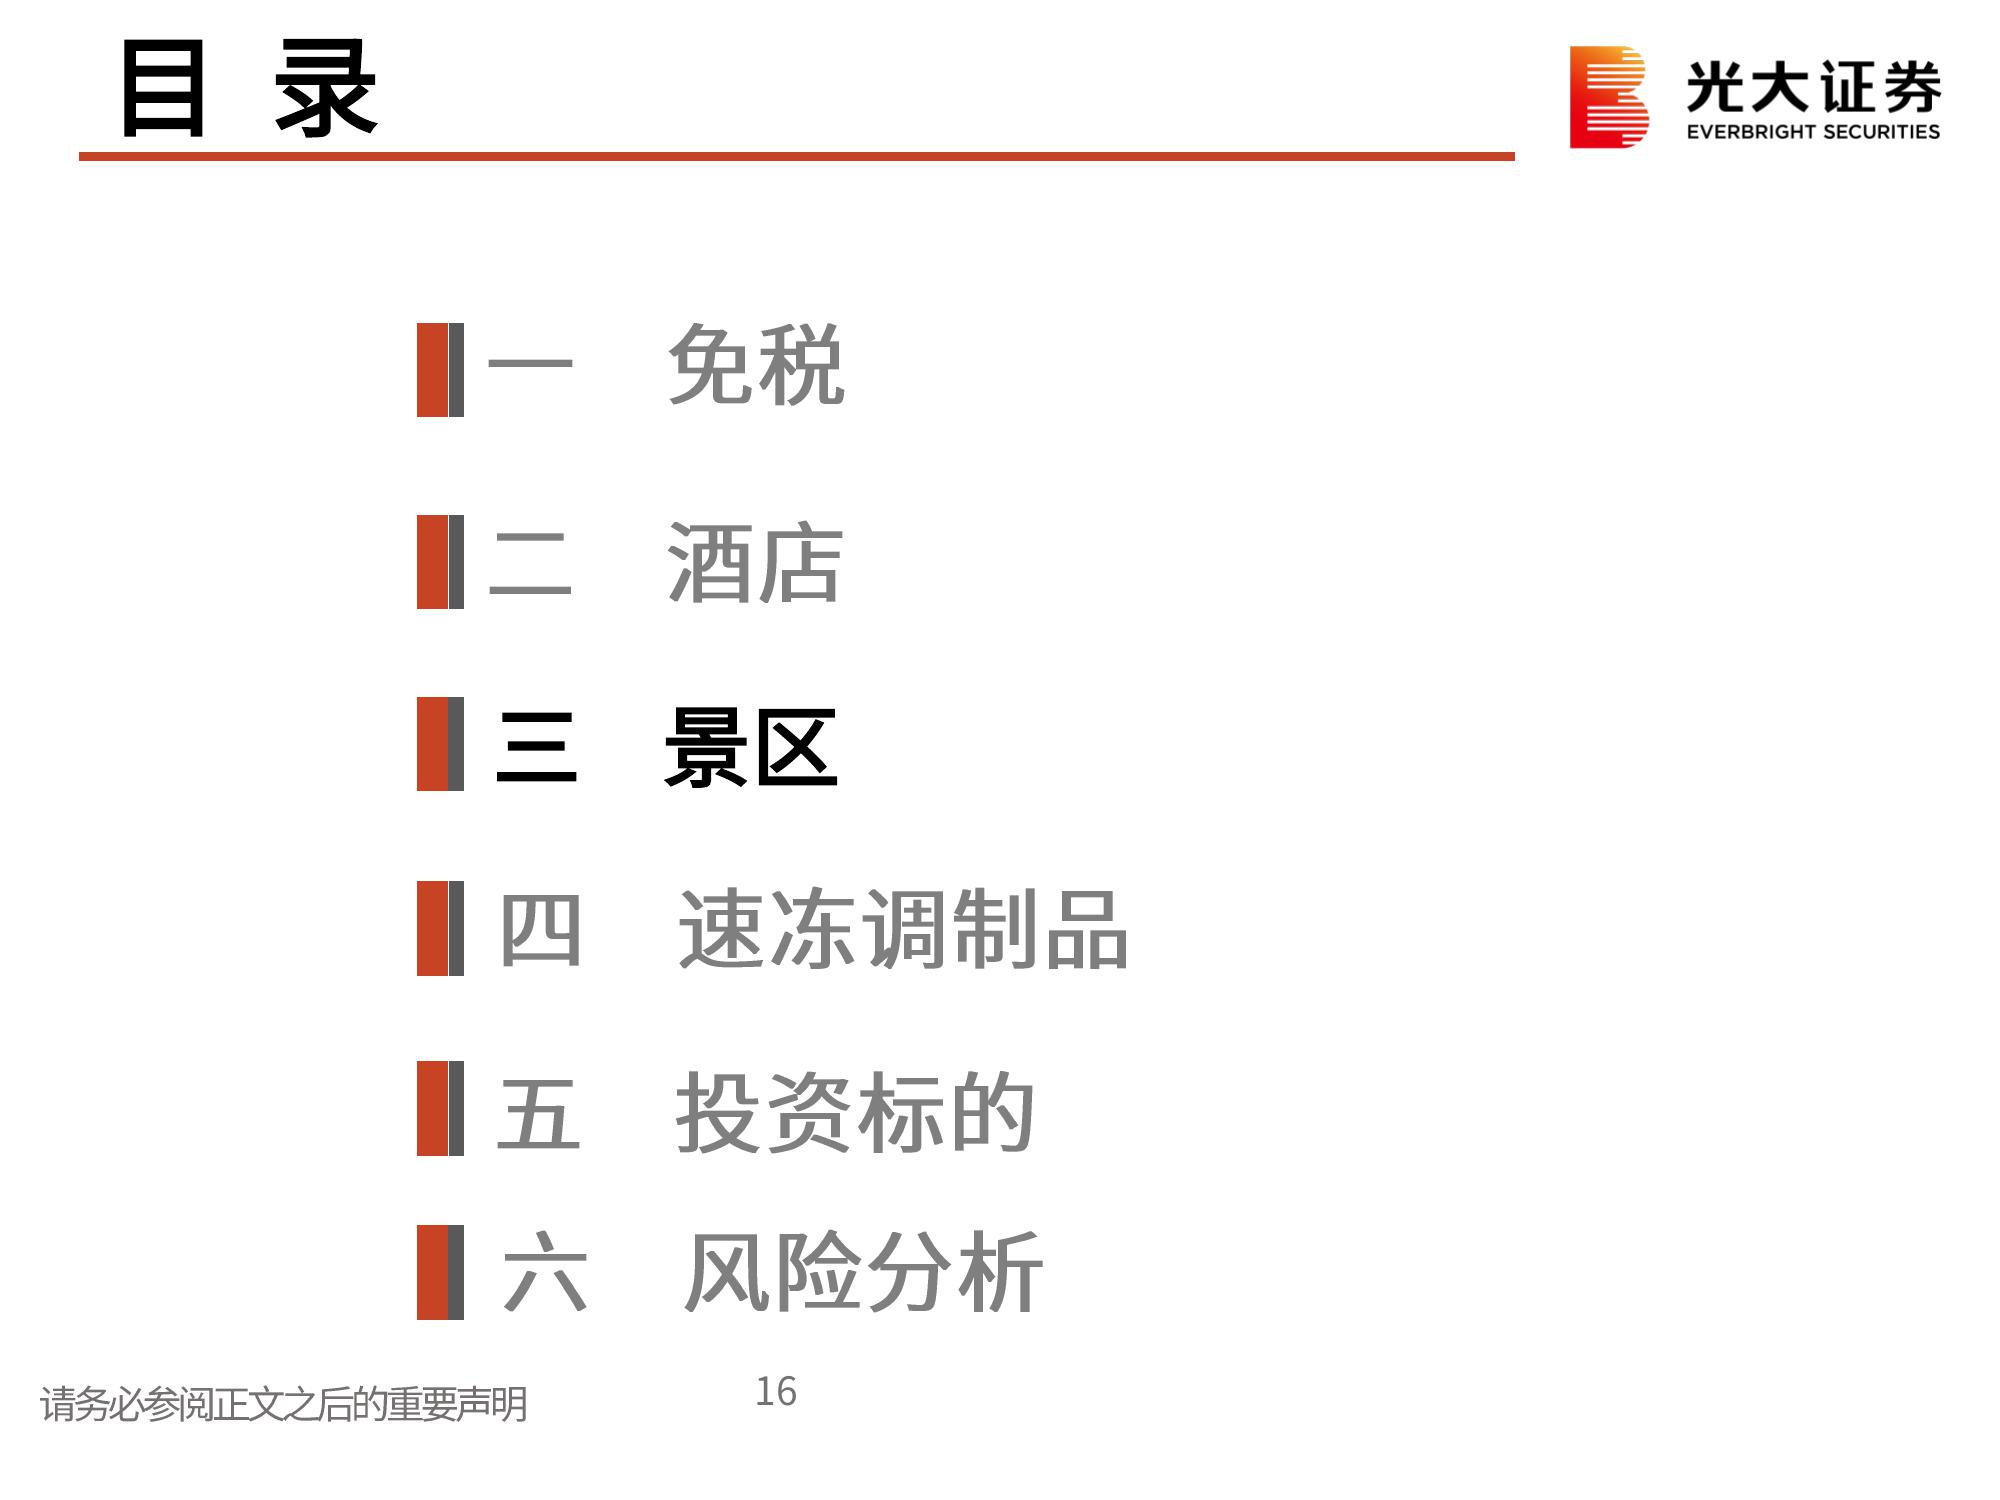 目 录
光大证券
EVERBRIGHT SECURITIES
一 免税
二 酒店
三 景区
四 速冻调制品
五 投资标的
六 风险分析
请务必参阅正文之后的重要声明
16